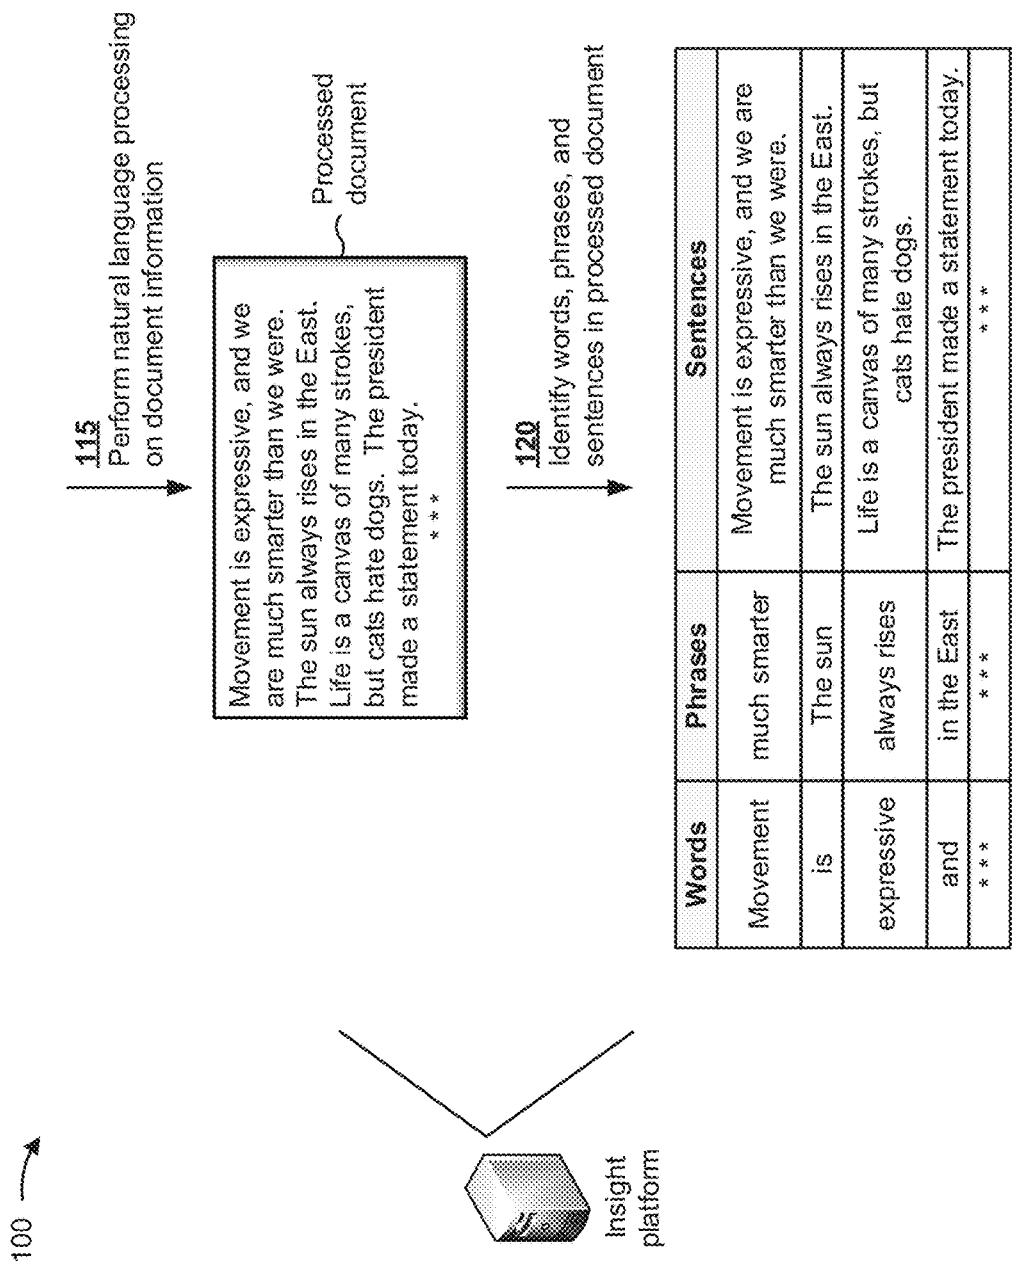 100
115
Perform natural language processing
on document information
Movement is expressive, and we
are much smarter than we were.
The sun always rises in the East.
Life is a canvas of many strokes,
but cats hate dogs. The president
made a statement today.
* * *
Processed
document
120
Identify words, phrases, and
sentences in processed document
Insight
platform
Words Phrases Sentences
Movement much smarter Movement is expressive, and we are
much smarter than we were.
is The sun The sun always rises in the East.
expressive always rises Life is a canvas of many strokes, but
cats hate dogs.
and in the East The president made a statement today.
* * * * * * * * *